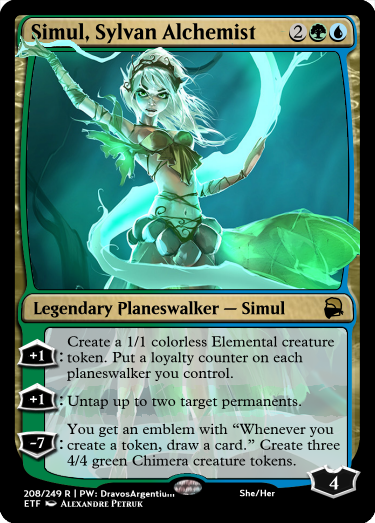 Simul, Sylvan Alchemist 2
Legendary Planeswalker — Simul
+1: Create a 1/1 colorless Elemental creature
token. Put a loyalty counter on each
planeswalker you control.
+1: Untap up to two target permanents.
-7: You get an emblem with “Whenever you
create a token, draw a card.” Create three
4/4 green Chimera creature tokens.
4
208/249 R | PW: DravosArgentium She/Her
ETF Alexandre Petruk